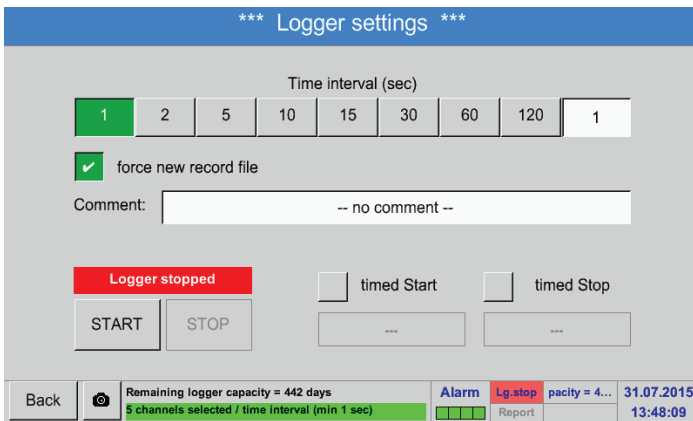 *** Logger settings ***
Time interval (sec)
1 2 5 10 15 30 60 120 1
✔ force new record file
Comment: -- no comment --
Logger stopped
timed Start timed Stop
START STOP --- ---
Back
Remaining logger capacity = 442 days
5 channels selected / time interval (min 1 sec)
Alarm
Lg.stop pacity = 4...
Report
31.07.2015
13:48:09